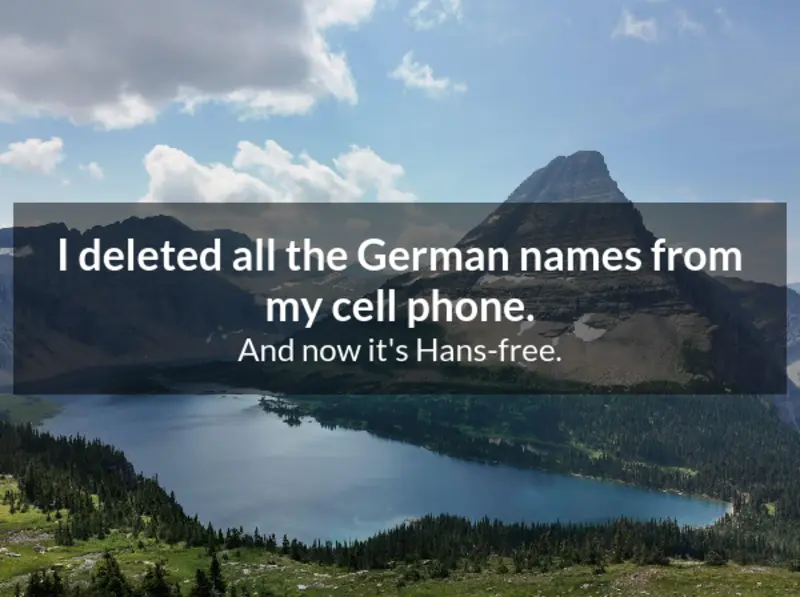 I deleted all the German names from
my cell phone.
And now it's Hans-free.